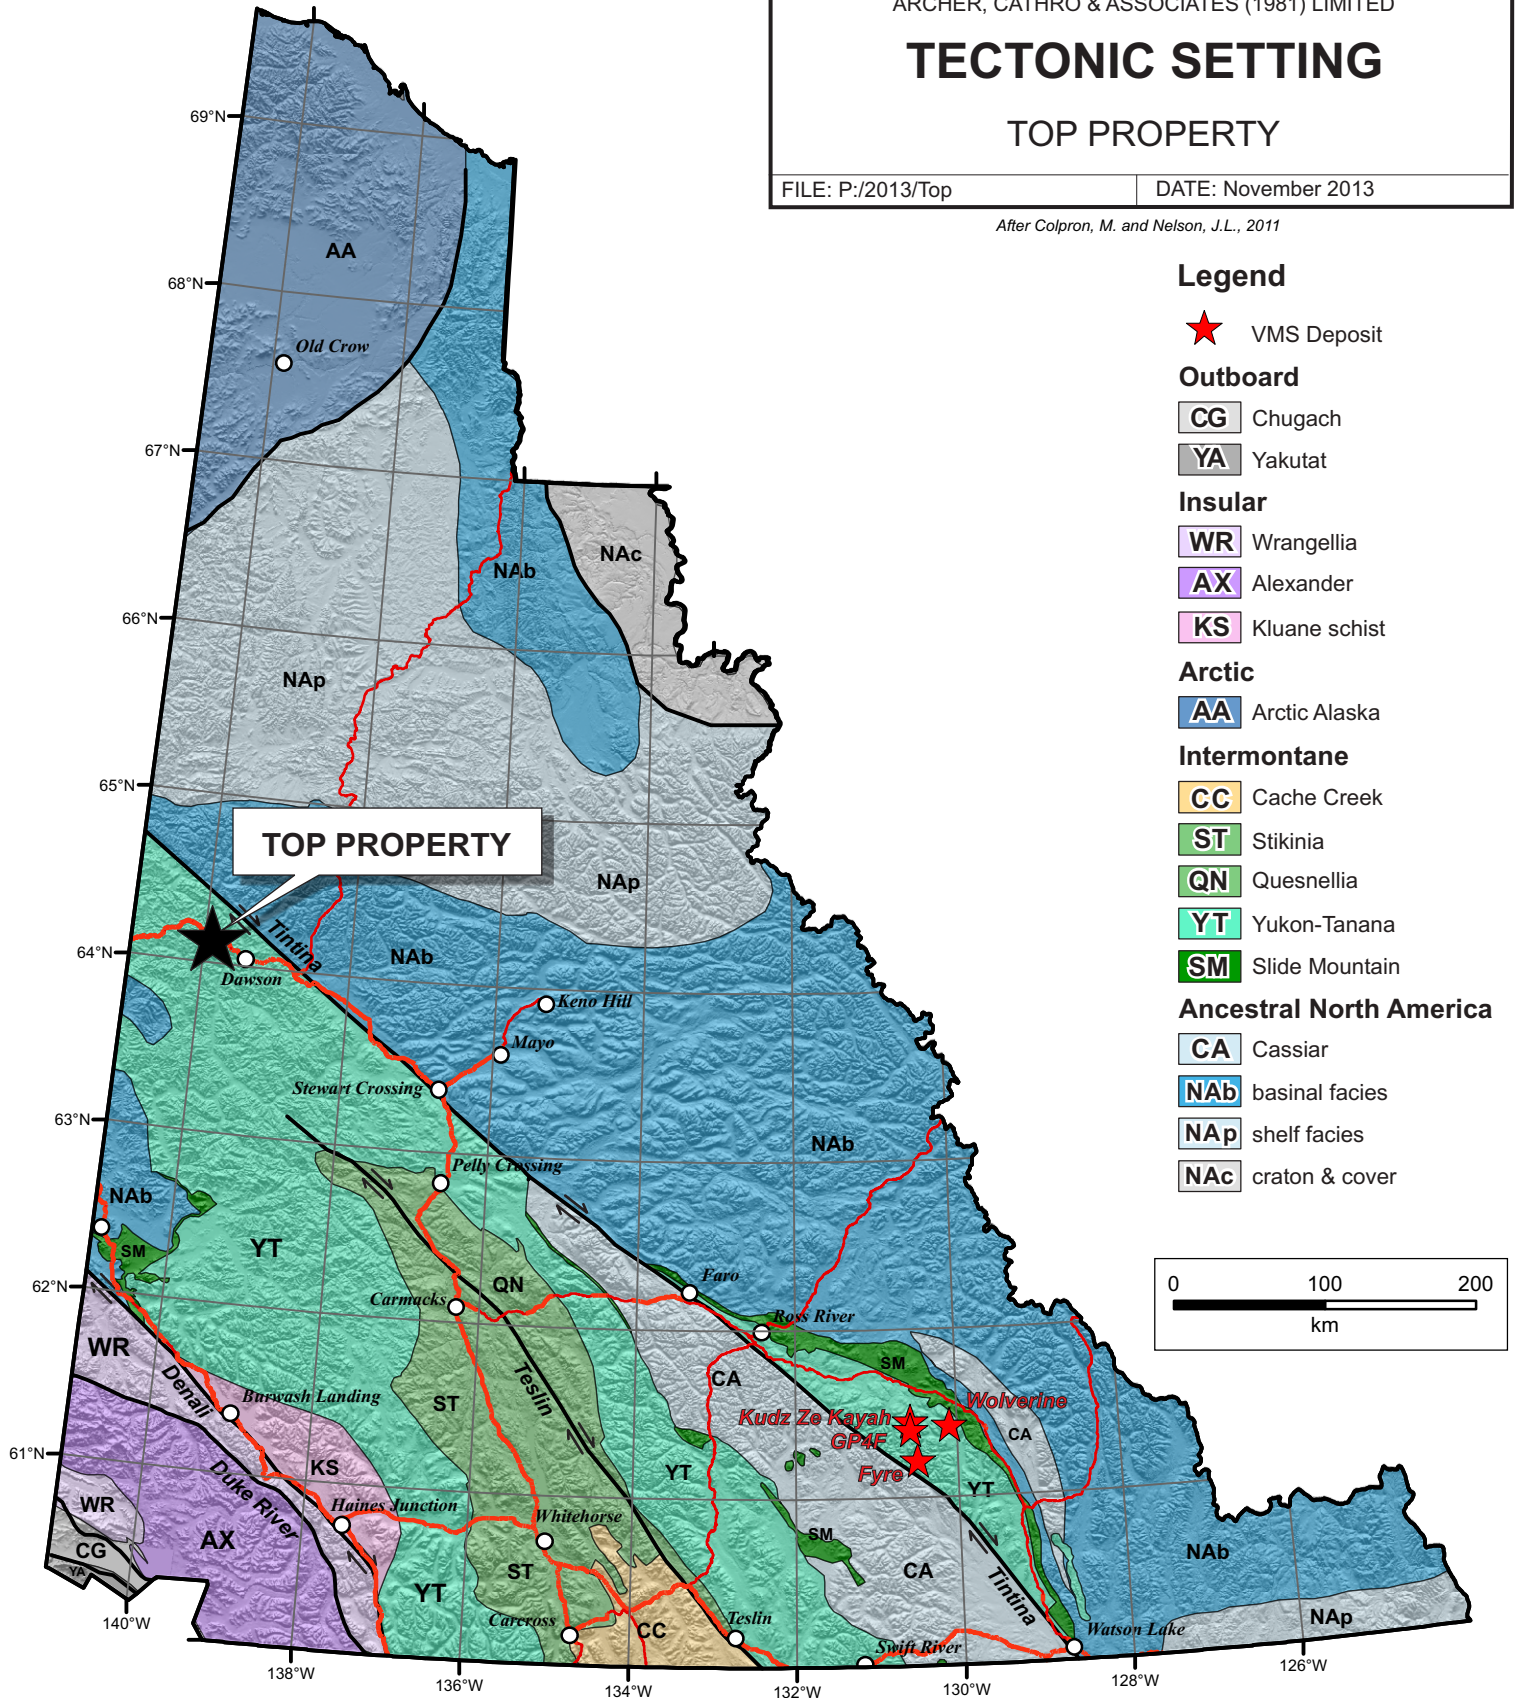 ARCHER, CATHRO & ASSOCIATES (1981) LIMITED
TECTONIC SETTING
TOP PROPERTY
FILE: P:/2013/Top
DATE: November 2013
After Colpron, M. and Nelson, J.L., 2011
Legend
VMS Deposit
Outboard
CG Chugach
YA Yakutat
Insular
WR Wrangellia
AX Alexander
KS Kluane schist
Arctic
AA Arctic Alaska
Intermontane
CC Cache Creek
ST Stikinia
QN Quesnellia
YT Yukon-Tanana
SM Slide Mountain
Ancestral North America
CA Cassiar
NAb basinal facies
NAp shelf facies
NAc craton & cover
0 100 200
km
69°N
AA
68°N
Old Crow
67°N
NAc
NAb
66°N
NAp
65°N
TOP PROPERTY
NAp
Tintina
64°N
NAb
Dawson
Keno Hill
Mayo
Stewart Crossing
63°N
NAb
Pelly Crossing
NAb
YT
SM
62°N
Faro
QN
Carmacks
Ross River
WR
SM
Denali
CA
Teslin
Burwash Landing
Wolverine
ST
Kudz Ze Kayah
CA
GP4F
61°N
KS
YT
Fyre
Duke River
YT
WR
Haines Junction
Whitehorse
SM
AX
CG
NAb
YA
ST
CA
YT
Tintina
140°W
Carcross
CC
Teslin
NAp
Swift River
Watson Lake
138°W
136°W
134°W
132°W
130°W
128°W
126°W